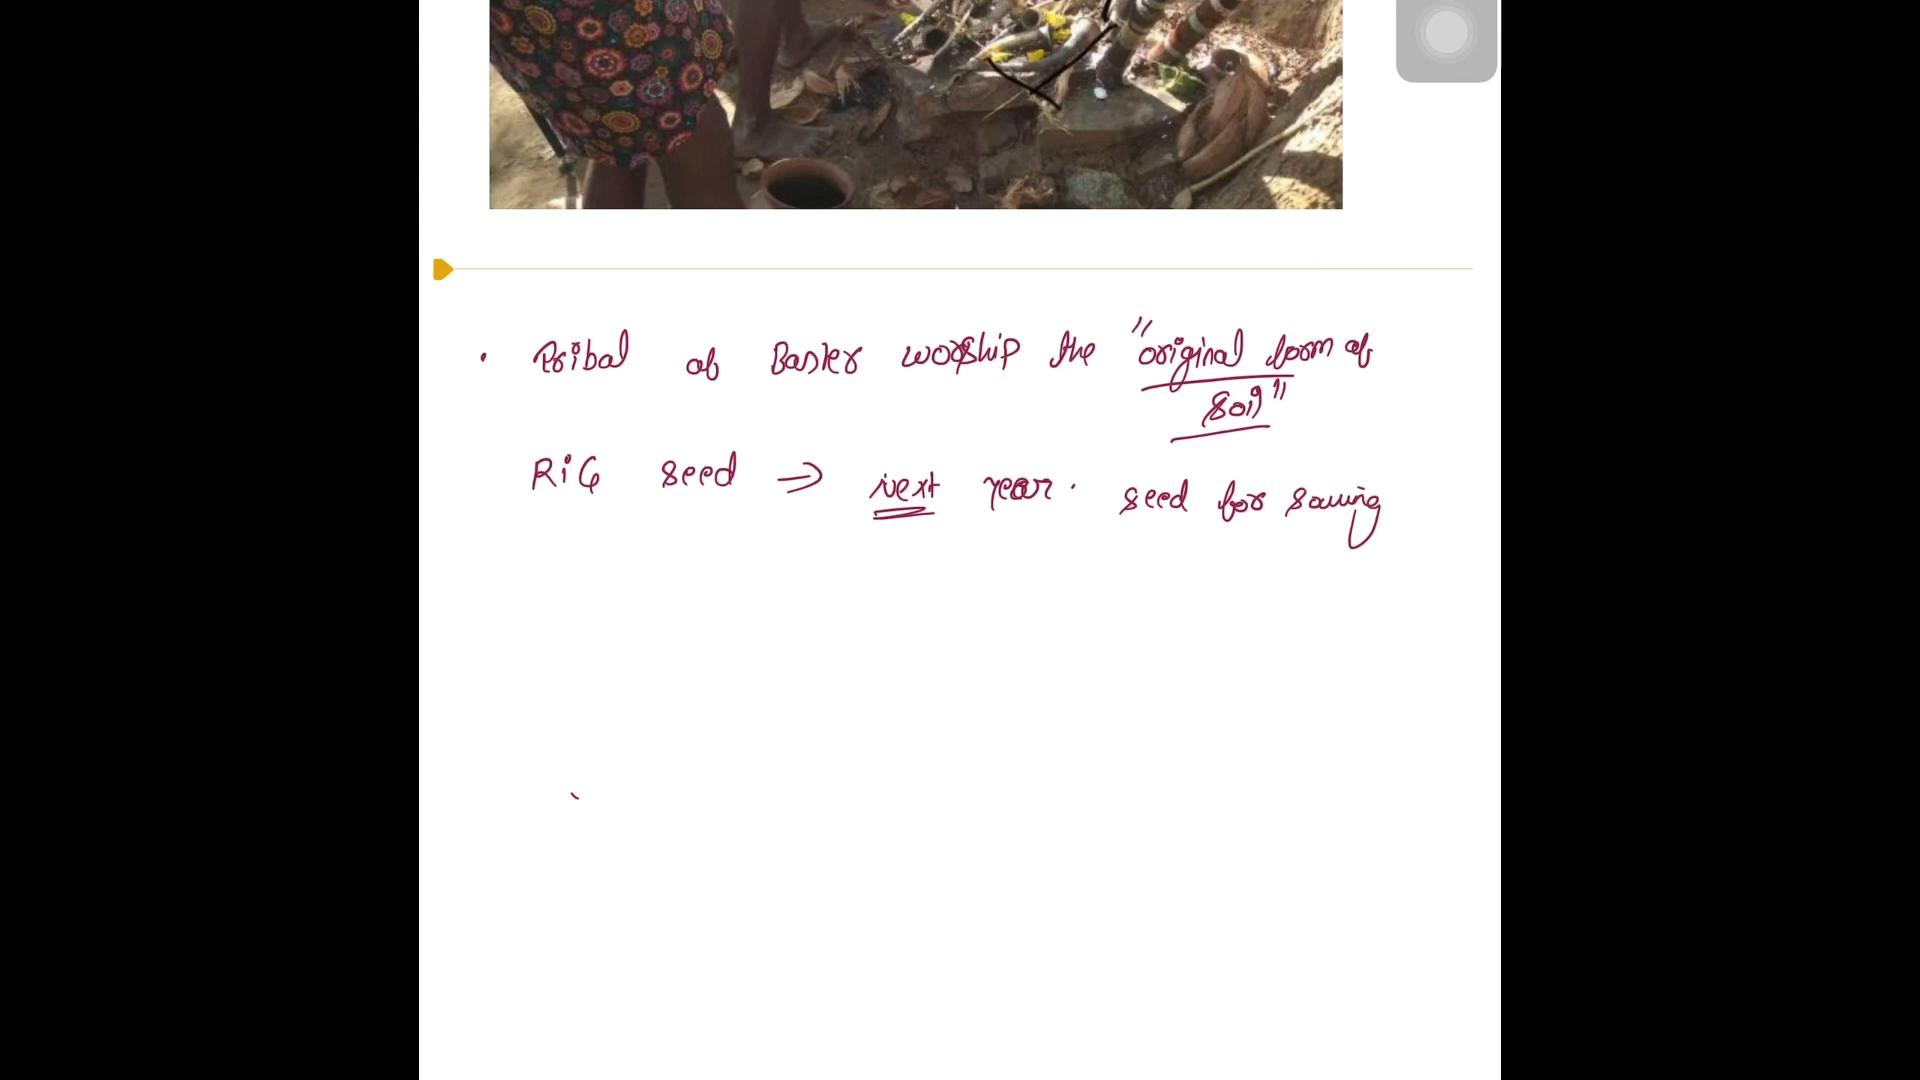 . Tribal of Baster worship the "original form of
soil"
RiG seed → Next year. seed for sowing